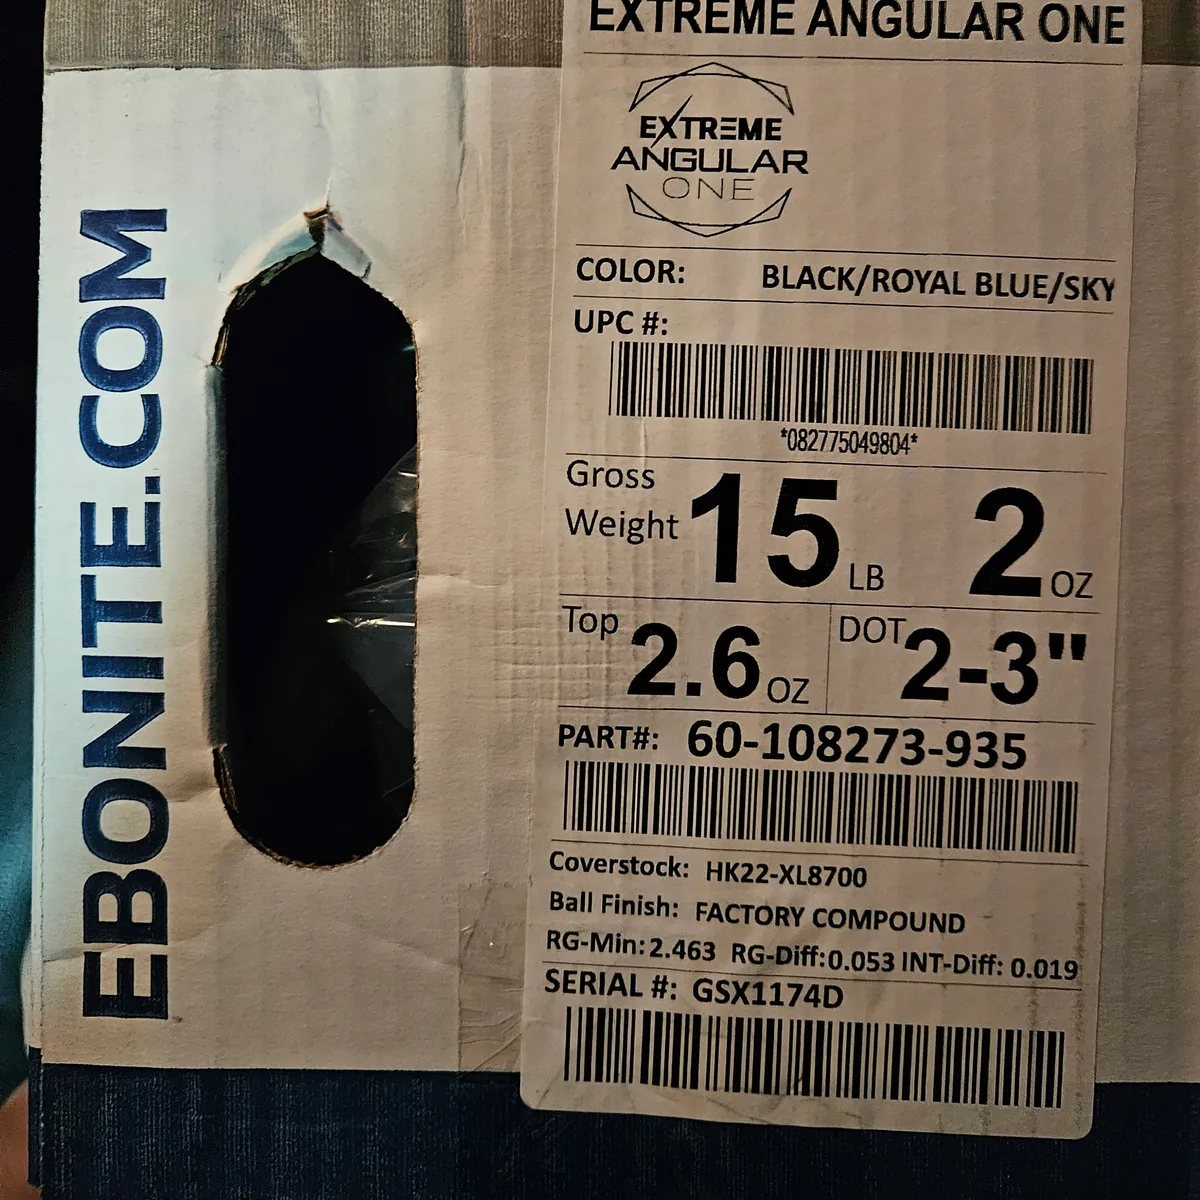 EBONITE.COM
EXTREME ANGULAR ONE
EXTREME
ANGULAR
ONE
COLOR: BLACK/ROYAL BLUE/SKY
UPC #:
*082775049804*
Gross Weight 15 LB 2 OZ
Top 2.6 OZ DOT 2-3"
PART#: 60-108273-935
Coverstock: HK22-XL8700
Ball Finish: FACTORY COMPOUND
RG-Min: 2.463 RG-Diff: 0.053 INT-Diff: 0.019
SERIAL #: GSX1174D